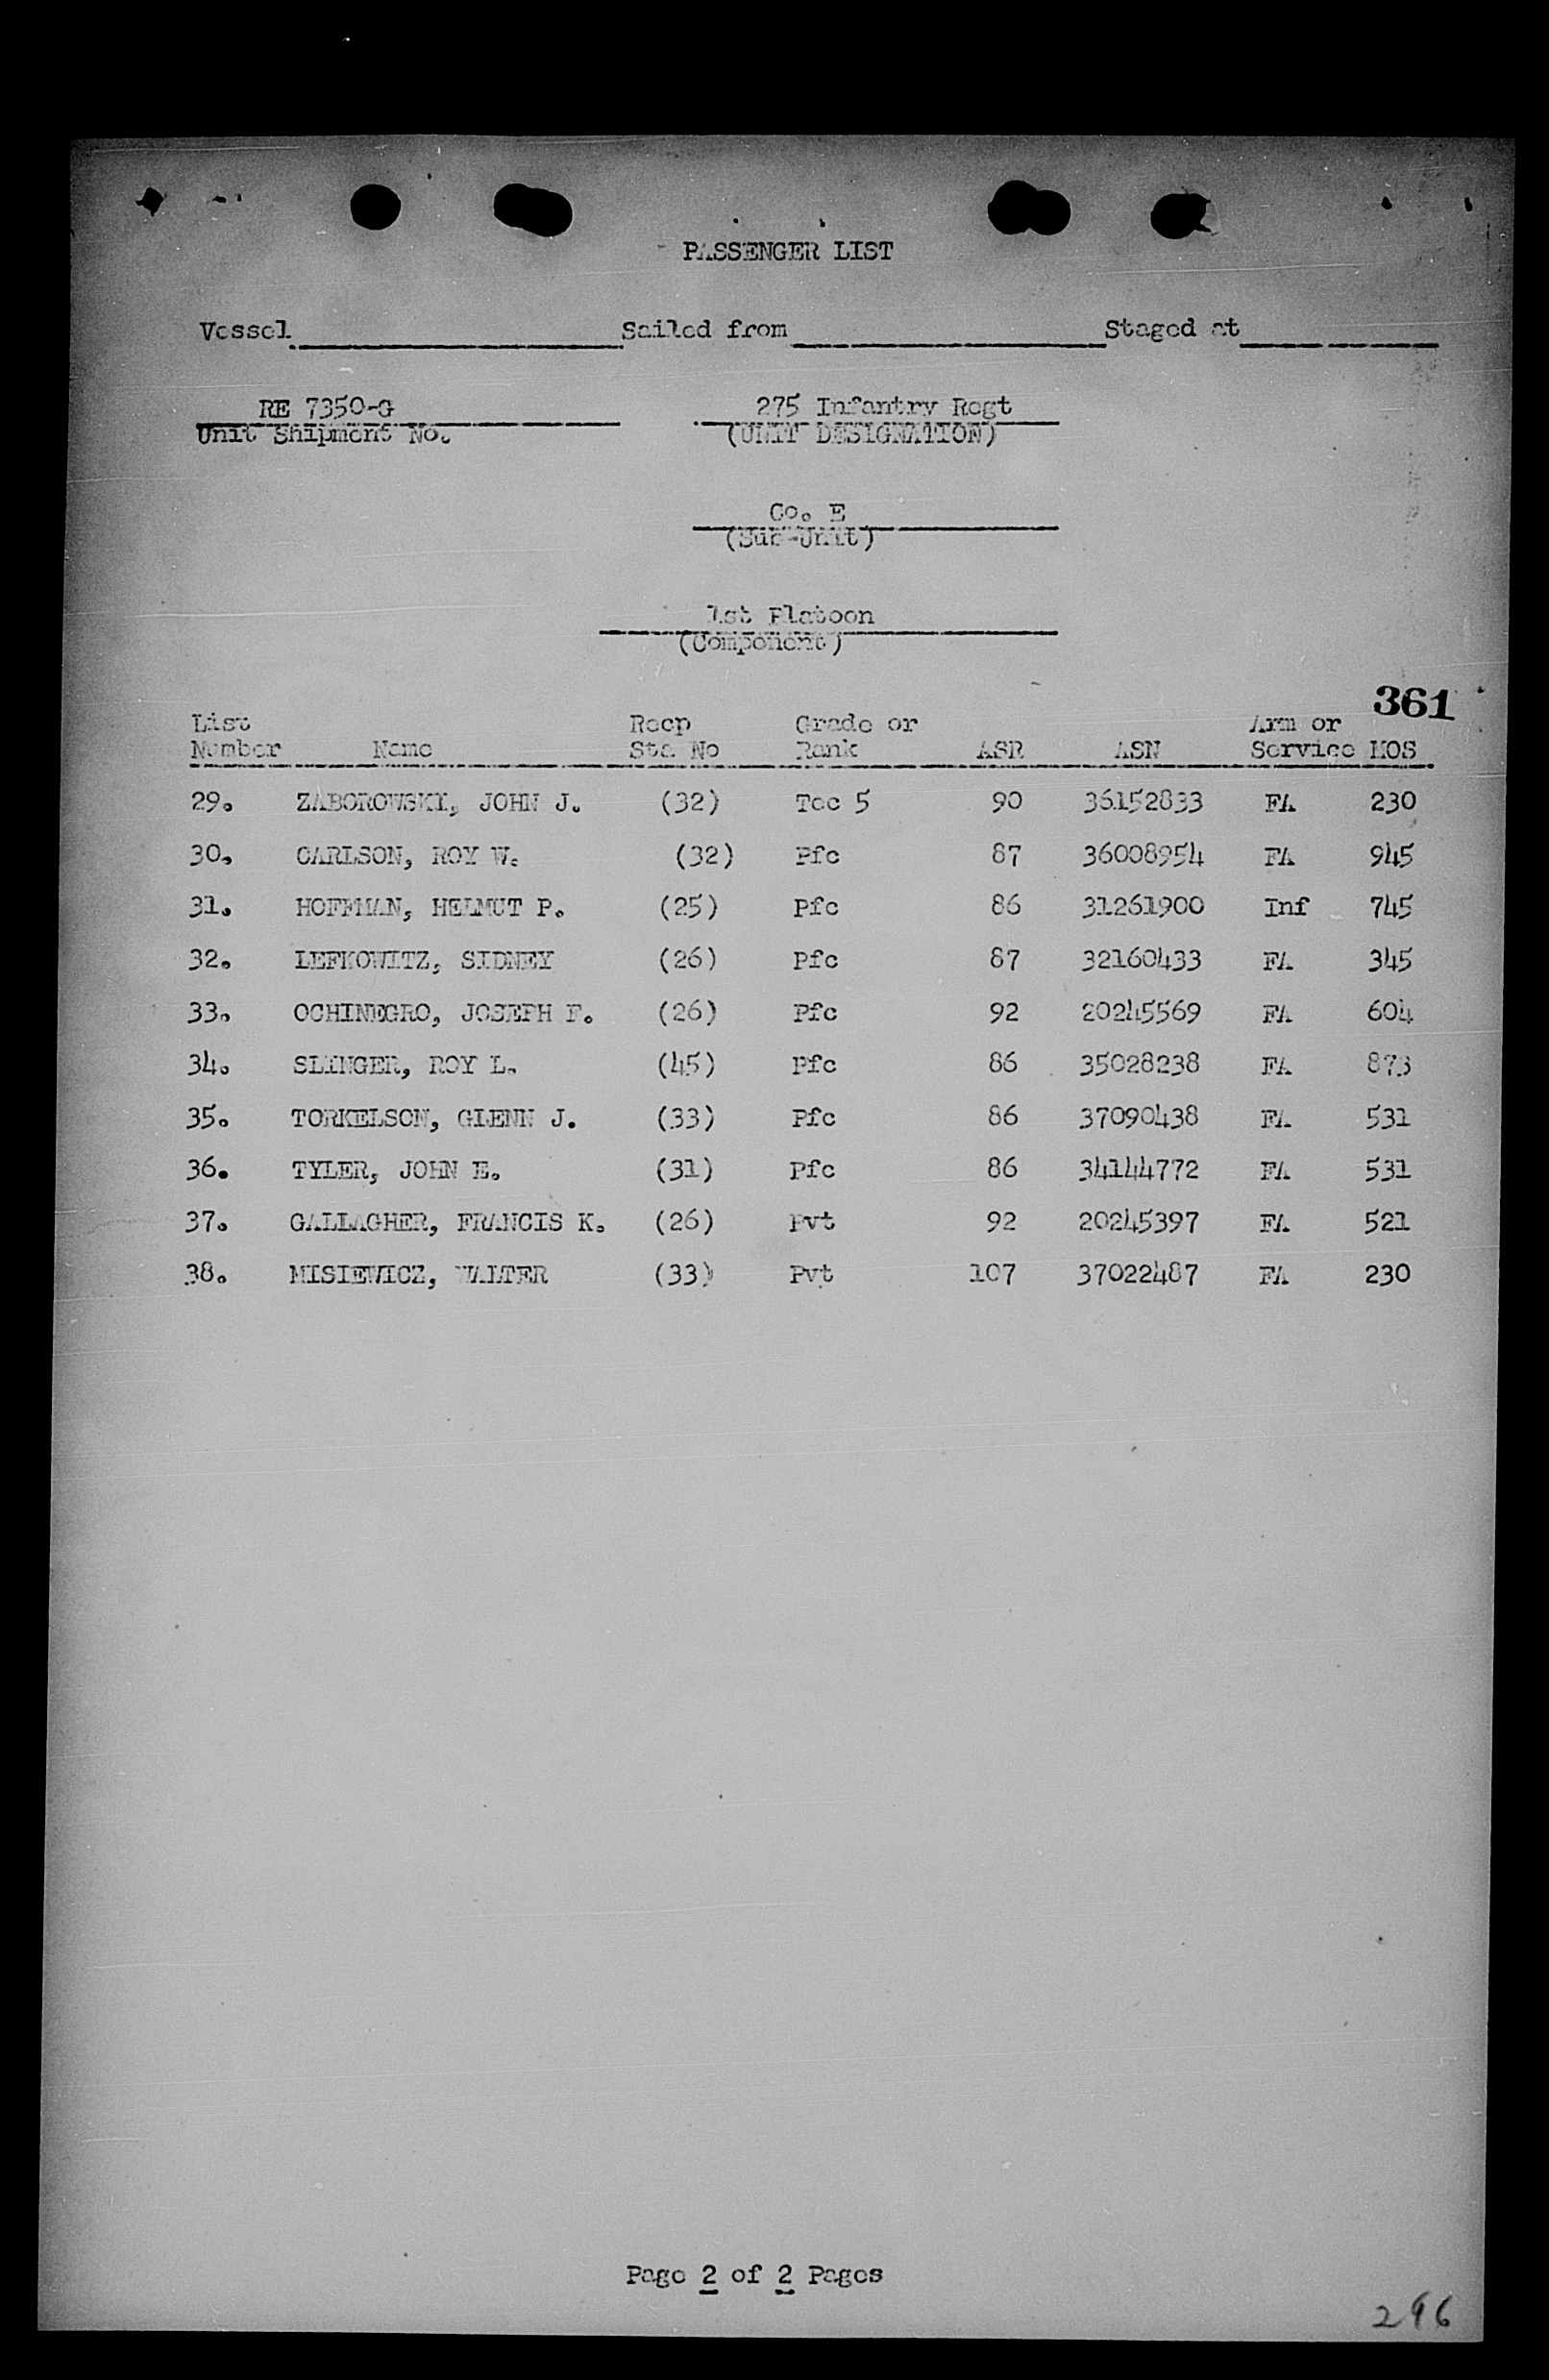 PASSENGER LIST
Vessel Sailed from Staged at
RE 7350-G 275 Infantry Regt
Unit Shipment No. (UNIT DESIGNATION)
Co. E
(Sub-Unit)
1st Platoon
(Component)
361
List Recp Grade or Arm or
Number Name Sta No Rank ASR ASN Service MOS
29. ZABOROWSKI, JOHN J. (32) Tec 5 90 36152833 FA 230
30. CARLSON, ROY W. (32) Pfc 87 36008954 FA 945
31. HOFFMAN, HELMUT P. (25) Pfc 86 31261900 Inf 745
32. LEFKOWITZ, SIDNEY (26) Pfc 87 32160433 FA 345
33. OCHINEGRO, JOSEPH F. (26) Pfc 92 20245569 FA 604
34. SLINGER, ROY L. (45) Pfc 86 35028238 FA 873
35. TORKELSON, GLENN J. (33) Pfc 86 37090438 FA 531
36. TYLER, JOHN E. (31) Pfc 86 34144772 FA 531
37. GALLAGHER, FRANCIS K. (26) Pvt 92 20245397 FA 521
38. MISIEWICZ, WALTER (33) Pvt 107 37022487 FA 230
Page 2 of 2 Pages
296